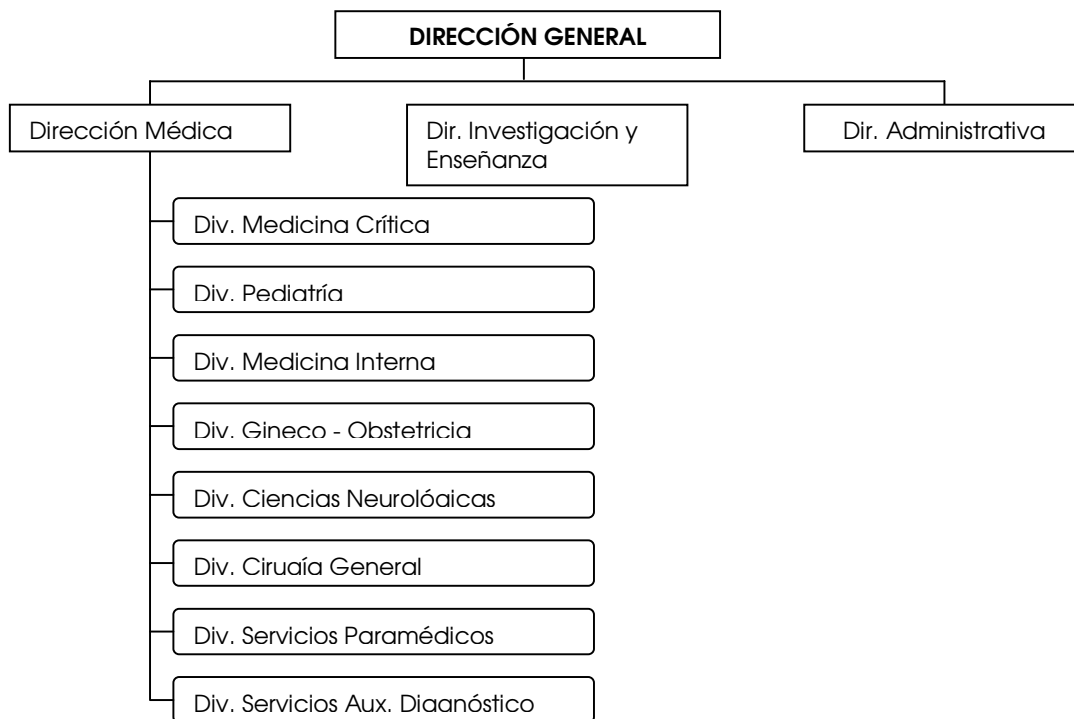 DIRECCIÓN GENERAL
Dirección Médica
Dir. Investigación y
Enseñanza
Dir. Administrativa
Div. Medicina Crítica
Div. Pediatría
Div. Medicina Interna
Div. Gineco - Obstetricia
Div. Ciencias Neurológicas
Div. Cirugía General
Div. Servicios Paramédicos
Div. Servicios Aux. Diagnóstico